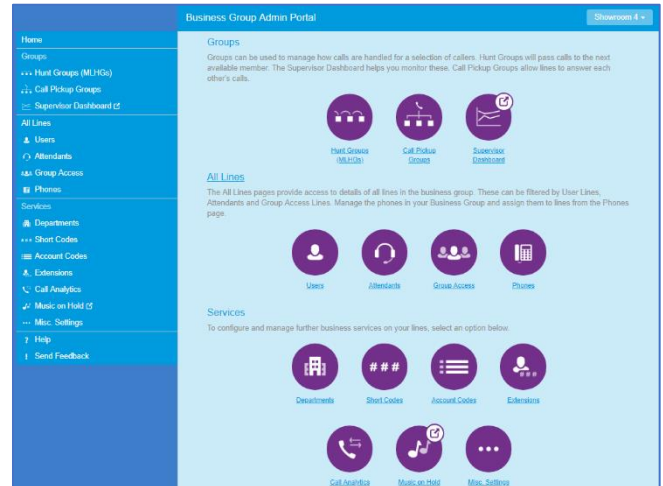 Business Group Admin Portal
Showroom 4
Home
Groups
Hunt Groups (MLHGs)
Call Pickup Groups
Supervisor Dashboard
All Lines
Users
Attendants
Group Access
Phones
Services
Departments
Short Codes
Account Codes
Extensions
Call Analytics
Music on Hold
Misc. Settings
? Help
! Send Feedback
Groups
Groups can be used to manage how calls are handled for a selection of callers. Hunt Groups will pass calls to the next
available member. The Supervisor Dashboard helps you monitor these. Call Pickup Groups allow lines to answer each
other's calls.
Hunt Groups
(MLHGs)
Call Pickup
Groups
Supervisor
Dashboard
All Lines
The All Lines pages provide access to details of all lines in the business group. These can be filtered by User Lines,
Attendants and Group Access Lines. Manage the phones in your Business Group and assign them to lines from the Phones
page.
Users
Attendants
Group Access
Phones
Services
To configure and manage further business services on your lines, select an option below.
# # #
# # #
Departments
Short Codes
Account Codes
Extensions
Call Analytics
Music on Hold
Misc. Settings